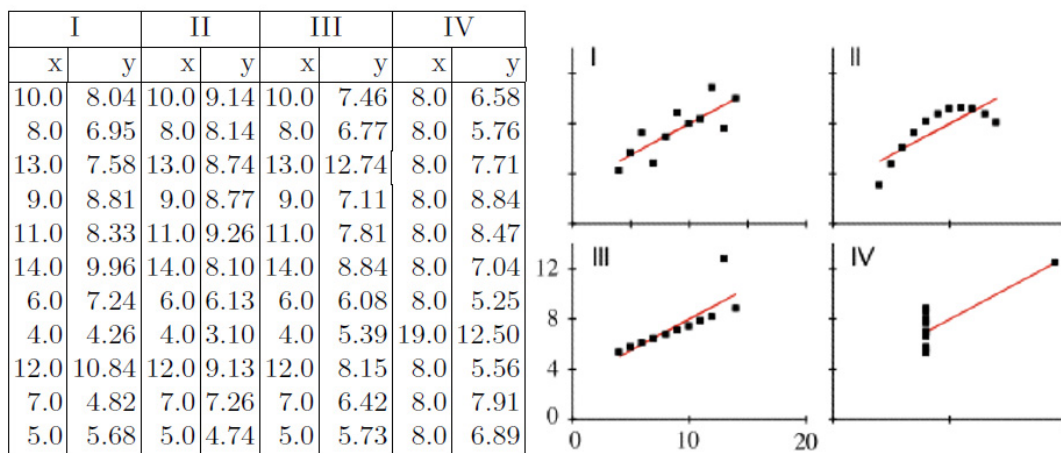 I II III IV
x y x y x y x y
10.0 8.04 10.0 9.14 10.0 7.46 8.0 6.58
8.0 6.95 8.0 8.14 8.0 6.77 8.0 5.76
13.0 7.58 13.0 8.74 13.0 12.74 8.0 7.71
9.0 8.81 9.0 8.77 9.0 7.11 8.0 8.84
11.0 8.33 11.0 9.26 11.0 7.81 8.0 8.47
14.0 9.96 14.0 8.10 14.0 8.84 8.0 7.04
6.0 7.24 6.0 6.13 6.0 6.08 8.0 5.25
4.0 4.26 4.0 3.10 4.0 5.39 19.0 12.50
12.0 10.84 12.0 9.13 12.0 8.15 8.0 5.56
7.0 4.82 7.0 7.26 7.0 6.42 8.0 7.91
5.0 5.68 5.0 4.74 5.0 5.73 8.0 6.89
I II
III IV
12
8
4
0
0 10 20